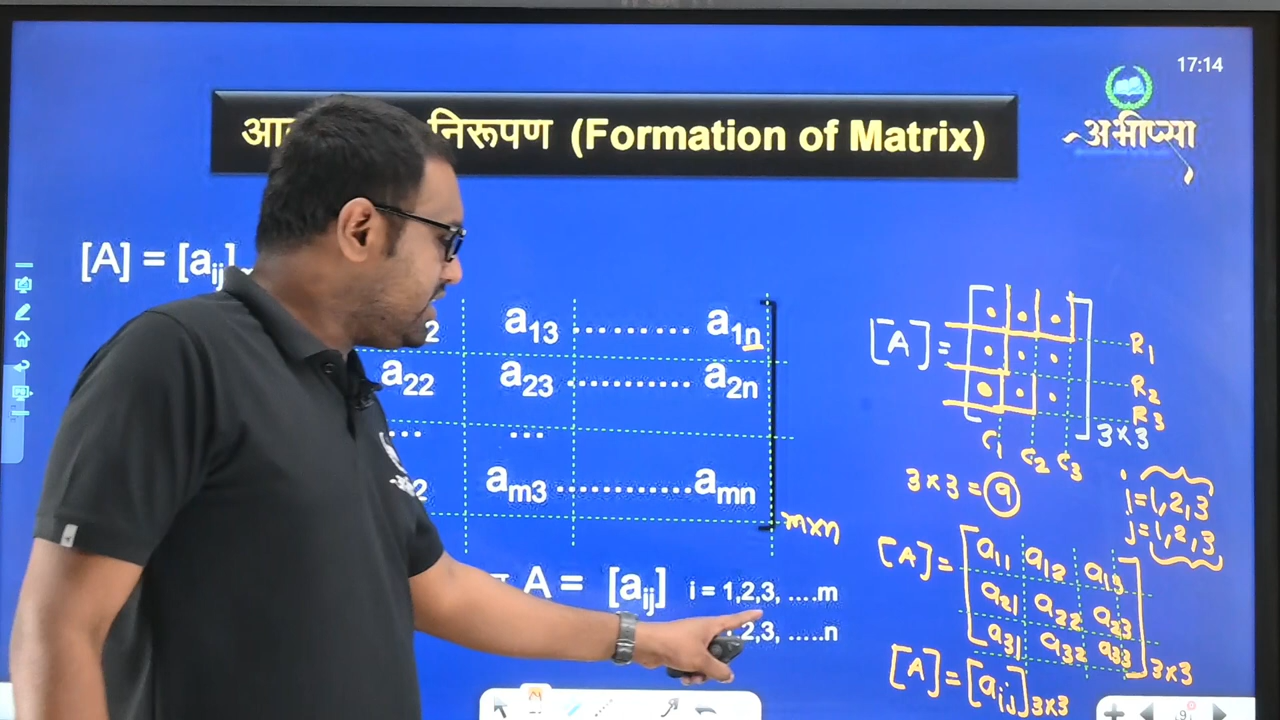 17:14
अभीप्सा
निरूपण (Formation of Matrix)
[A] = [aij]
a13 ......... a1n
a22 a23 ........... a2n
... ...
am3 ............ amn
m×n
A = [aij] i = 1,2,3, ....m
2,3, .....n
[A] =
R1
R2
R3
C1 C2 C3
3×3
3×3 = 9
i=1,2,3
j=1,2,3
[A] = [a11 a12 a13
a21 a22 a23
a31 a32 a33]3×3
[A] = [aij]3×3